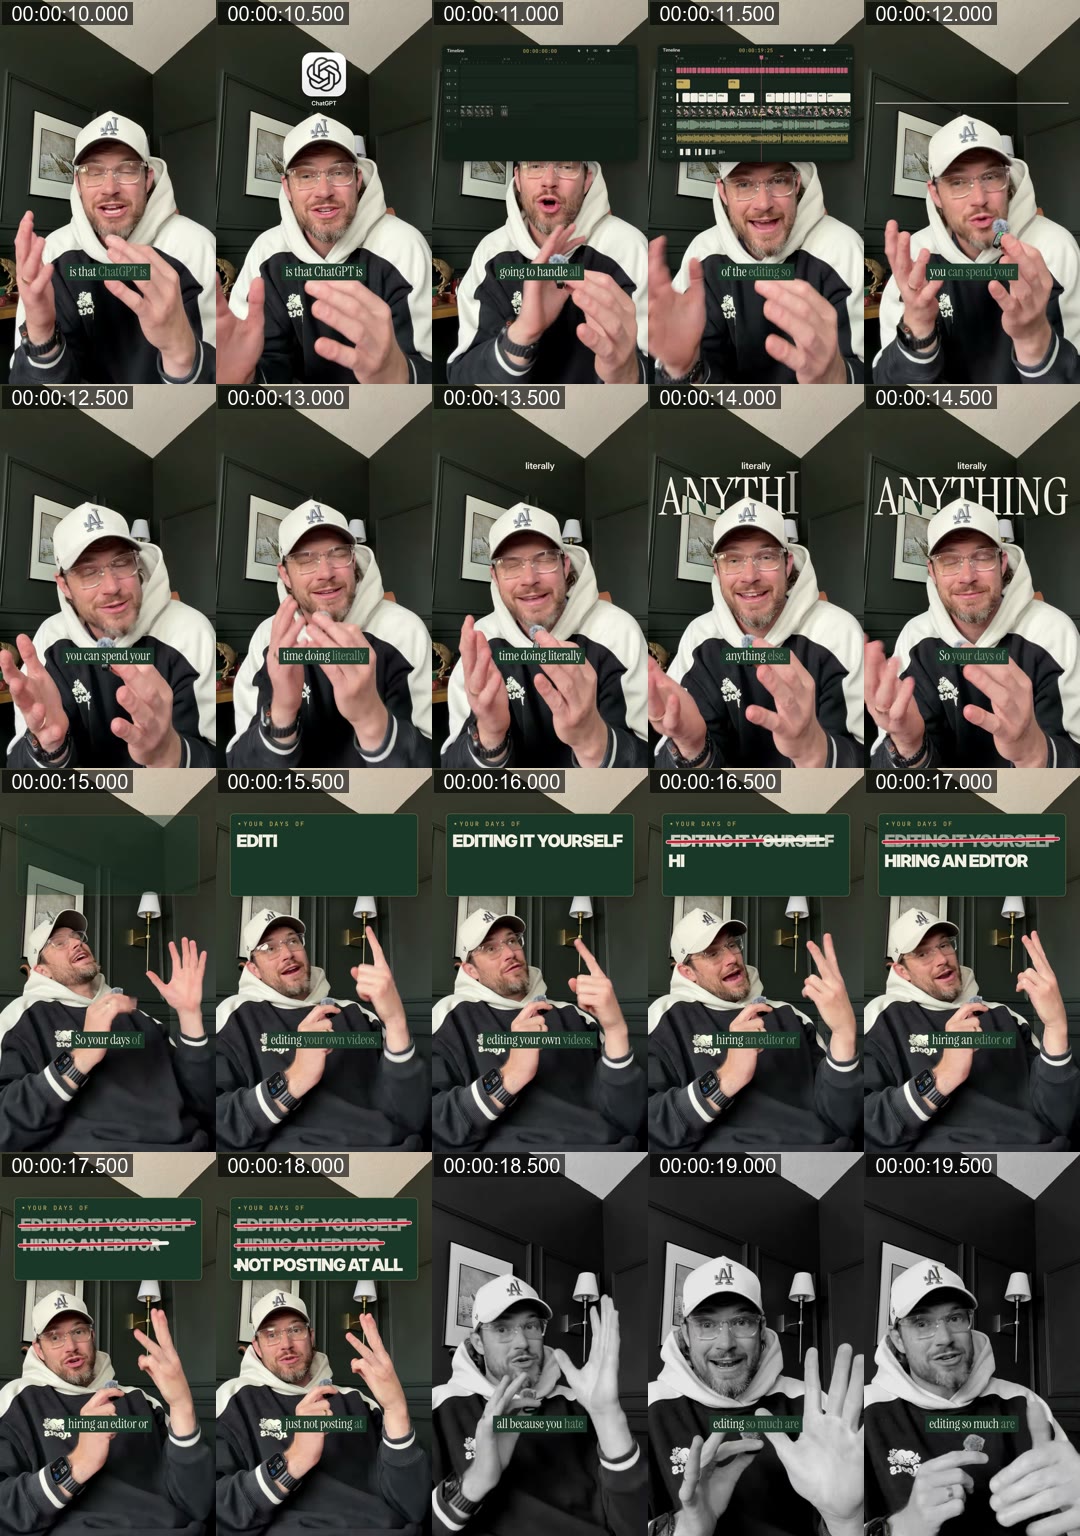 00:00:10.000
is that ChatGPT is
00:00:10.500
ChatGPT
is that ChatGPT is
00:00:11.000
Timeline
00:00:00:00
going to handle all
00:00:11.500
Timeline
00:00:19:25
of the editing so
00:00:12.000
you can spend your
00:00:12.500
you can spend your
00:00:13.000
time doing literally
00:00:13.500
literally
time doing literally
00:00:14.000
literally
ANYTHI
anything else.
00:00:14.500
literally
ANYTHING
So your days of
00:00:15.000
So your days of
00:00:15.500
YOUR DAYS OF
EDITI
editing your own videos,
00:00:16.000
YOUR DAYS OF
EDITING IT YOURSELF
editing your own videos,
00:00:16.500
YOUR DAYS OF
EDITING IT YOURSELF
HI
hiring an editor or
00:00:17.000
YOUR DAYS OF
EDITING IT YOURSELF
HIRING AN EDITOR
hiring an editor or
00:00:17.500
YOUR DAYS OF
EDITING IT YOURSELF
HIRING AN EDITOR
hiring an editor or
00:00:18.000
YOUR DAYS OF
EDITING IT YOURSELF
HIRING AN EDITOR
NOT POSTING AT ALL
just not posting at
00:00:18.500
all because you hate
00:00:19.000
editing so much are
00:00:19.500
editing so much are